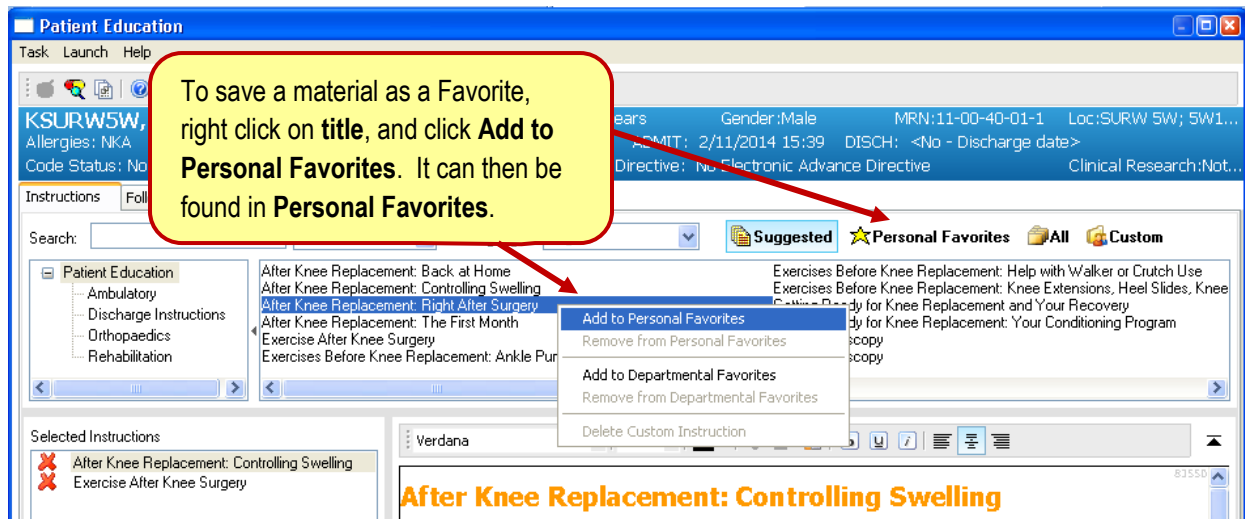 Patient Education
Task Launch Help
To save a material as a Favorite,
right click on title, and click Add to
Personal Favorites. It can then be
found in Personal Favorites.
KSURW5W, ears Gender:Male MRN:11-00-40-01-1 Loc:SURW 5W; 5W1...
Allergies: NKA ADMIT: 2/11/2014 15:39 DISCH: <No - Discharge date>
Code Status: No Directive: No Electronic Advance Directive Clinical Research:Not...
Instructions Foll
Search: Suggested Personal Favorites All Custom
Patient Education
Ambulatory
Discharge Instructions
Orthopaedics
Rehabilitation
After Knee Replacement: Back at Home
After Knee Replacement: Controlling Swelling
After Knee Replacement: Right After Surgery
After Knee Replacement: The First Month
Exercise After Knee Surgery
Exercises Before Knee Replacement: Ankle Pum
Exercises Before Knee Replacement: Help with Walker or Crutch Use
Exercises Before Knee Replacement: Knee Extensions, Heel Slides, Knee
Getting Ready for Knee Replacement and Your Recovery
dy for Knee Replacement: Your Conditioning Program
scopy
scopy
Add to Personal Favorites
Remove from Personal Favorites
Add to Departmental Favorites
Remove from Departmental Favorites
Delete Custom Instruction
Selected Instructions
After Knee Replacement: Controlling Swelling
Exercise After Knee Surgery
Verdana
U I
83SSD
After Knee Replacement: Controlling Swelling